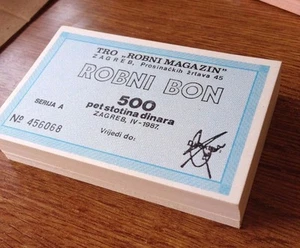 TRO „ROBNI MAGAZIN"
ZAGREB, Prosinačkih žrtava 45
ROBNI BON
SERIJA A
500
pet stotina dinara
ZAGREB, IV-1987.
No 456068
Vrijedi do: